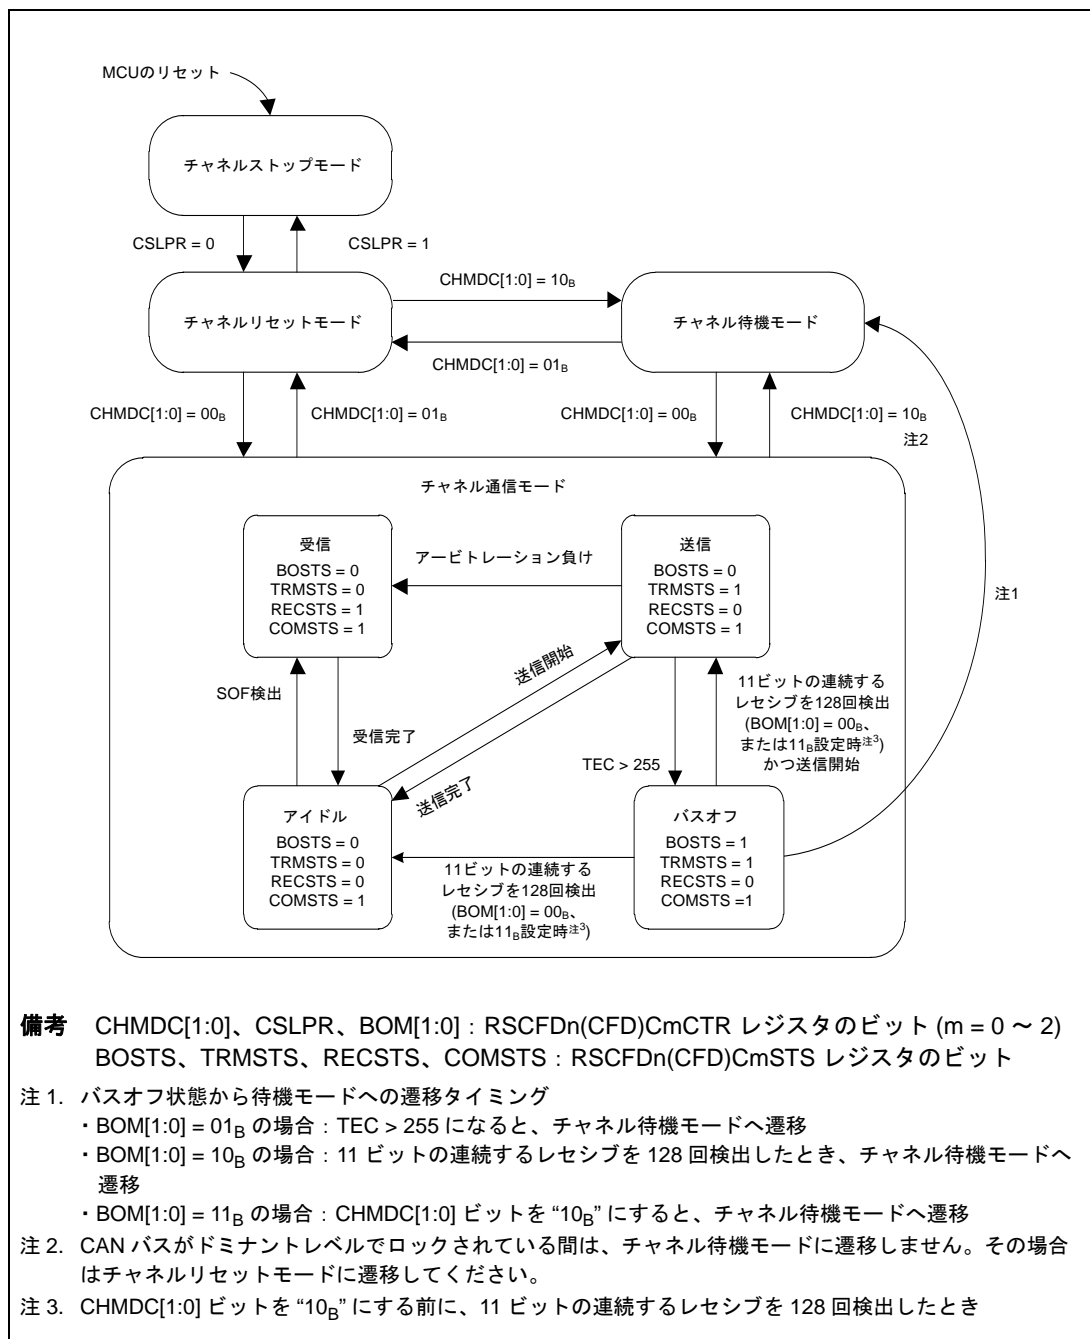 MCUのリセット
チャネルストップモード
CSLPR = 0
CSLPR = 1
チャネルリセットモード
CHMDC[1:0] = 10B
チャネル待機モード
CHMDC[1:0] = 01B
CHMDC[1:0] = 00B
CHMDC[1:0] = 01B
CHMDC[1:0] = 00B
CHMDC[1:0] = 10B
注2
チャネル通信モード
受信
BOSTS = 0
TRMSTS = 0
RECSTS = 1
COMSTS = 1
アービトレーション負け
送信
BOSTS = 0
TRMSTS = 1
RECSTS = 0
COMSTS = 1
注1
SOF検出
受信完了
送信開始
送信完了
TEC > 255
11ビットの連続する
レセシブを128回検出
(BOM[1:0] = 00B、
または11B設定時注3)
かつ送信開始
アイドル
BOSTS = 0
TRMSTS = 0
RECSTS = 0
COMSTS = 1
11ビットの連続する
レセシブを128回検出
(BOM[1:0] = 00B、
または11B設定時注3)
バスオフ
BOSTS = 1
TRMSTS = 1
RECSTS = 0
COMSTS =1
備考 CHMDC[1:0]、CSLPR、BOM[1:0]:RSCFDn(CFD)CmCTR レジスタのビット (m = 0 ~ 2)
BOSTS、TRMSTS、RECSTS、COMSTS:RSCFDn(CFD)CmSTS レジスタのビット
注 1. バスオフ状態から待機モードへの遷移タイミング
・BOM[1:0] = 01B の場合:TEC > 255 になると、チャネル待機モードへ遷移
・BOM[1:0] = 10B の場合:11 ビットの連続するレセシブを 128 回検出したとき、チャネル待機モードへ
遷移
・BOM[1:0] = 11B の場合:CHMDC[1:0] ビットを “10B” にすると、チャネル待機モードへ遷移
注 2. CAN バスがドミナントレベルでロックされている間は、チャネル待機モードに遷移しません。その場合
はチャネルリセットモードに遷移してください。
注 3. CHMDC[1:0] ビットを “10B” にする前に、11 ビットの連続するレセシブを 128 回検出したとき